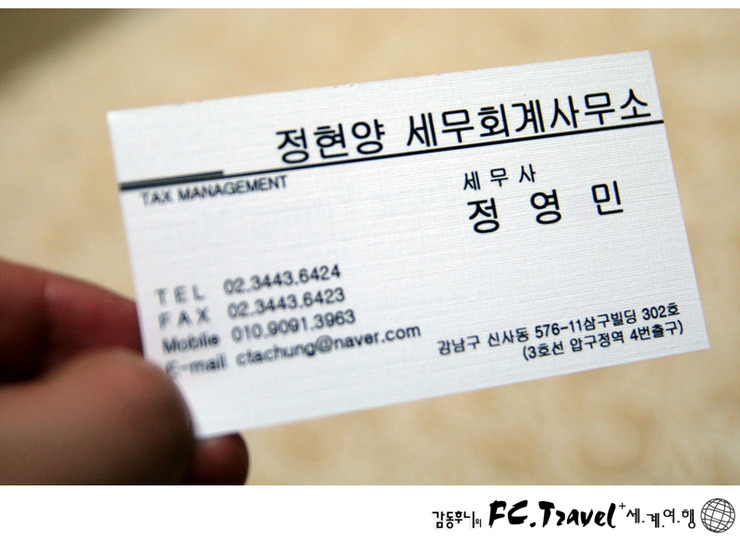 정현양 세무회계사무소
TAX MANAGEMENT
세무사
정 영 민
TEL 02.3443.6424
FAX 02.3443.6423
Mobile 010.9091.3963
E-mail ctachung@naver.com
강남구 신사동 576-11삼구빌딩 302호
(3호선 압구정역 4번출구)
감동후니의 FC.Travel+세.계.여.행